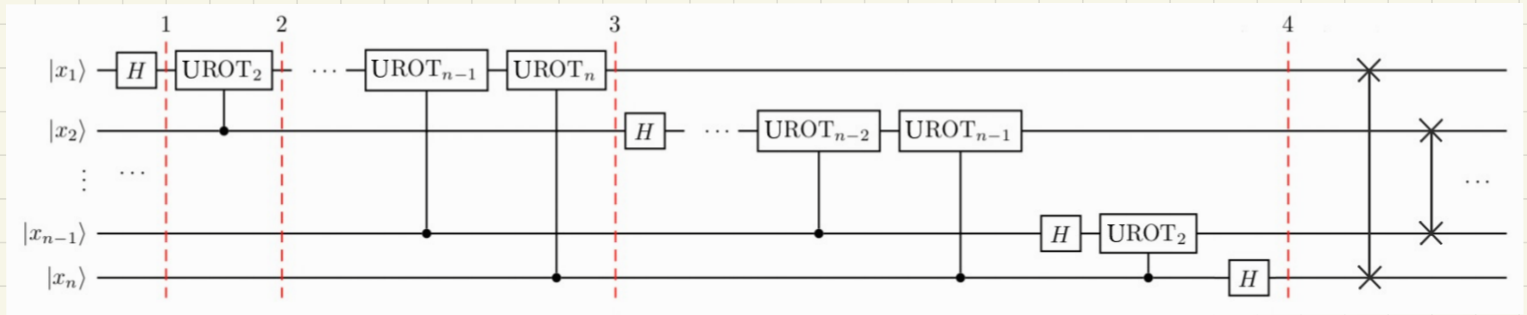 1 2 3 4
|x₁⟩ H UROT₂ ··· UROTₙ₋₁ UROTₙ
|x₂⟩ H ··· UROTₙ₋₂ UROTₙ₋₁
⋮ ··· ···
|xₙ₋₁⟩ H UROT₂
|xₙ⟩ H